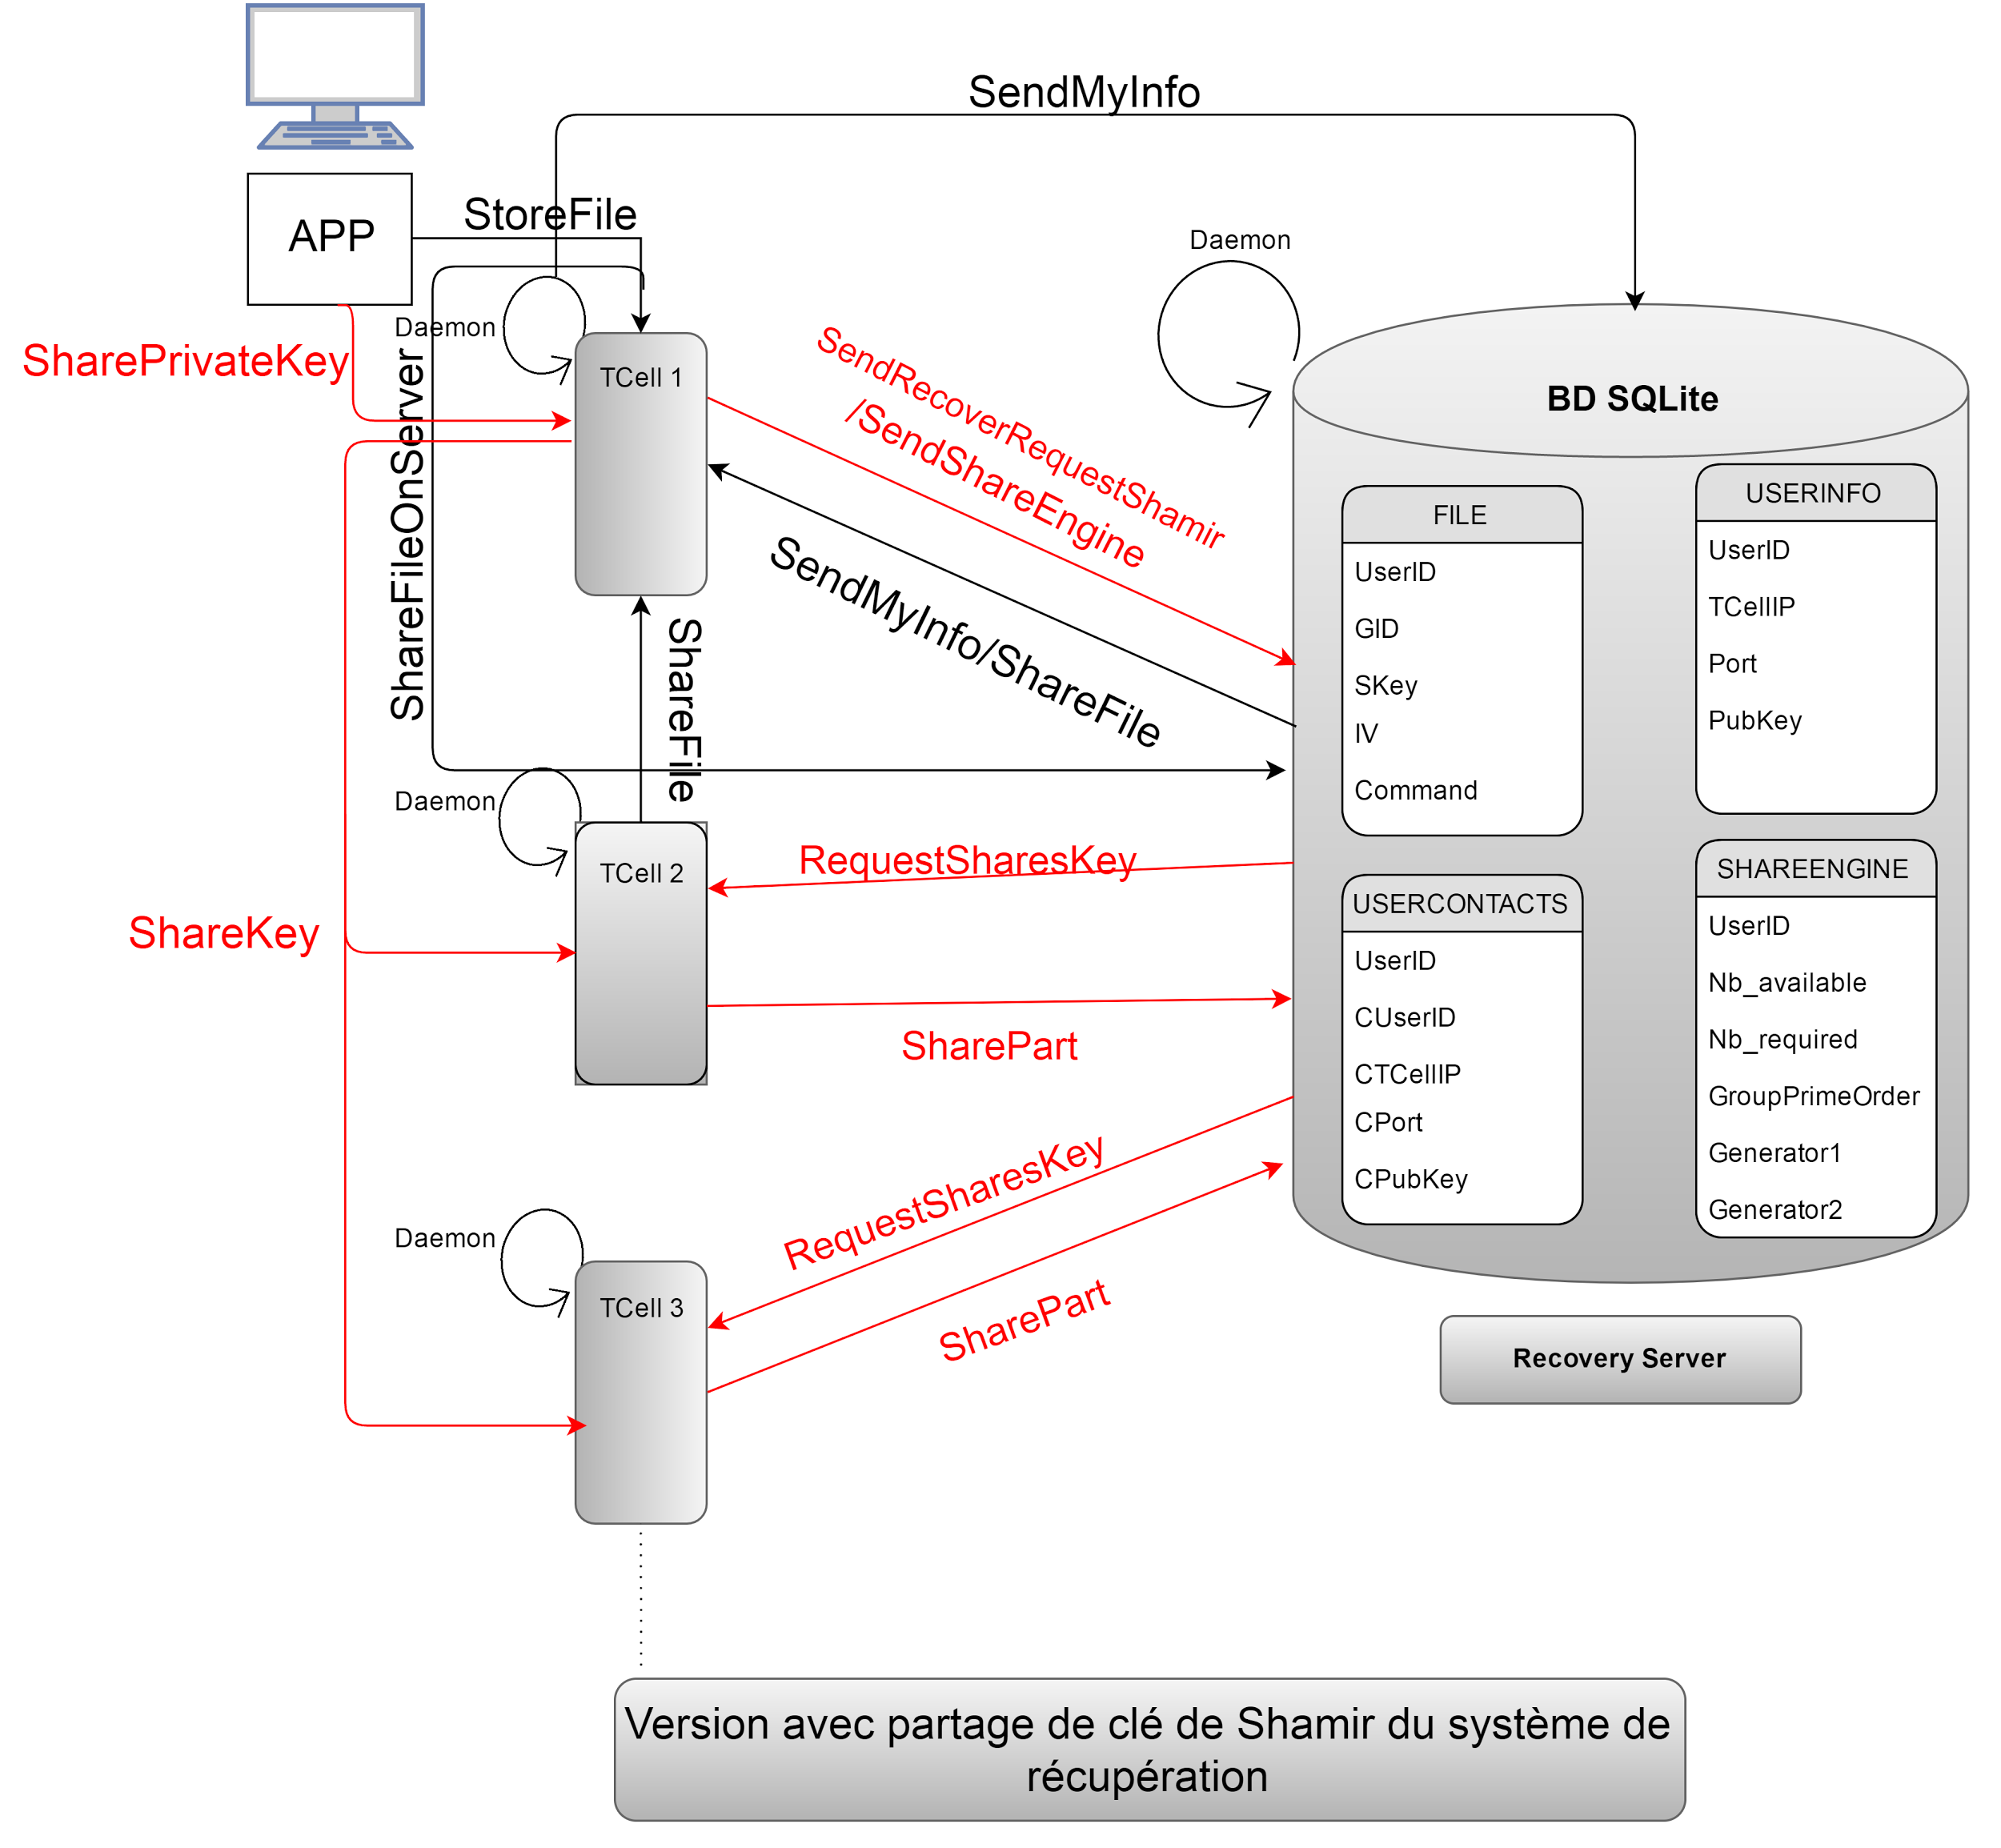 SendMyInfo
APP
StoreFile
Daemon
Daemon
SharePrivateKey
TCell 1
ShareFileOnServer
SendRecoverRequestShamir
/SendShareEngine
SendMyInfo/ShareFile
ShareFile
BD SQLite
FILE
UserID
GID
SKey
IV
Command
USERINFO
UserID
TCellIP
Port
PubKey
Daemon
TCell 2
RequestSharesKey
ShareKey
SharePart
USERCONTACTS
UserID
CUserID
CTCellIP
CPort
CPubKey
SHAREENGINE
UserID
Nb_available
Nb_required
GroupPrimeOrder
Generator1
Generator2
RequestSharesKey
Daemon
TCell 3
SharePart
Recovery Server
Version avec partage de clé de Shamir du système de
récupération